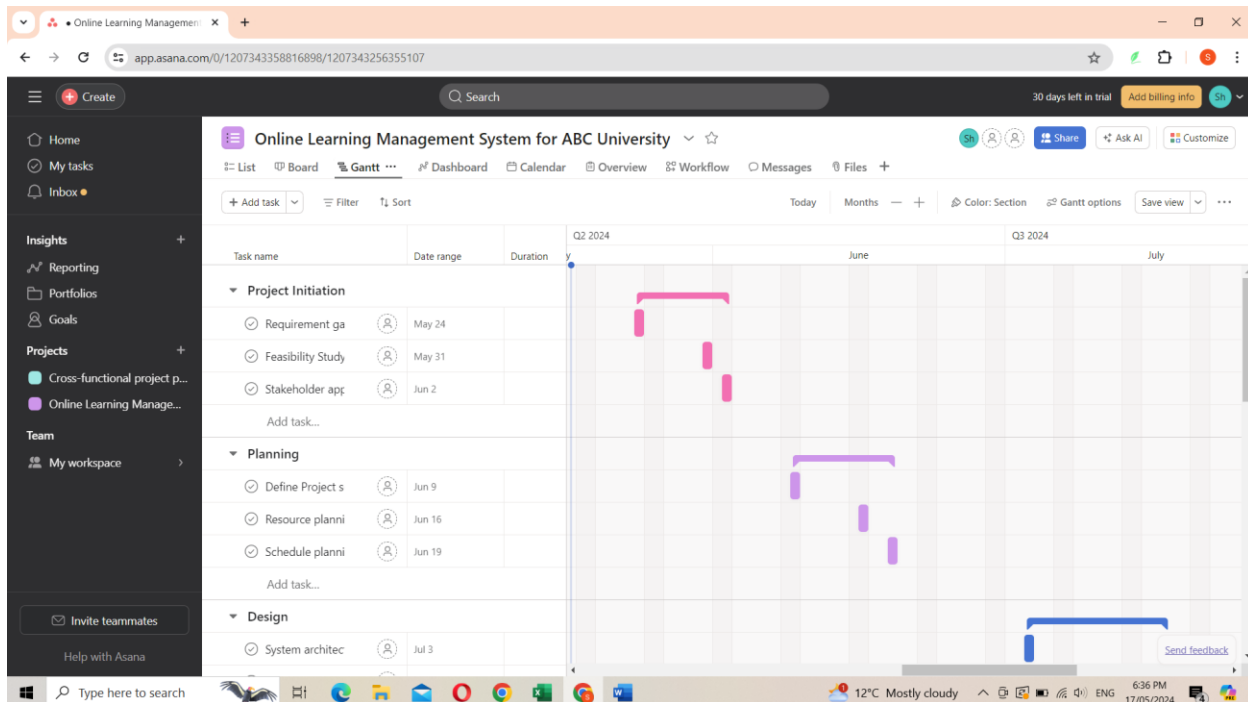 Online Learning Management
app.asana.com/0/1207343358816898/1207343256355107
S
Create
Search
30 days left in trial
Add billing info
Sh
Home
My tasks
Inbox
Insights
Reporting
Portfolios
Goals
Projects
Cross-functional project p...
Online Learning Manage...
Team
My workspace
Invite teammates
Help with Asana
Online Learning Management System for ABC University
Sh
Share
Ask AI
Customize
List Board Gantt ... Dashboard Calendar Overview Workflow Messages Files +
+ Add task Filter Sort Today Months — + Color: Section Gantt options Save view ...
Q2 2024 Q3 2024
Task name Date range Duration y June July
Project Initiation
Requirement ga May 24
Feasibility Study May 31
Stakeholder app Jun 2
Add task...
Planning
Define Project s Jun 9
Resource planni Jun 16
Schedule planni Jun 19
Add task...
Design
System architec Jul 3
Send feedback
Type here to search
12°C Mostly cloudy
ENG
6:36 PM
17/05/2024